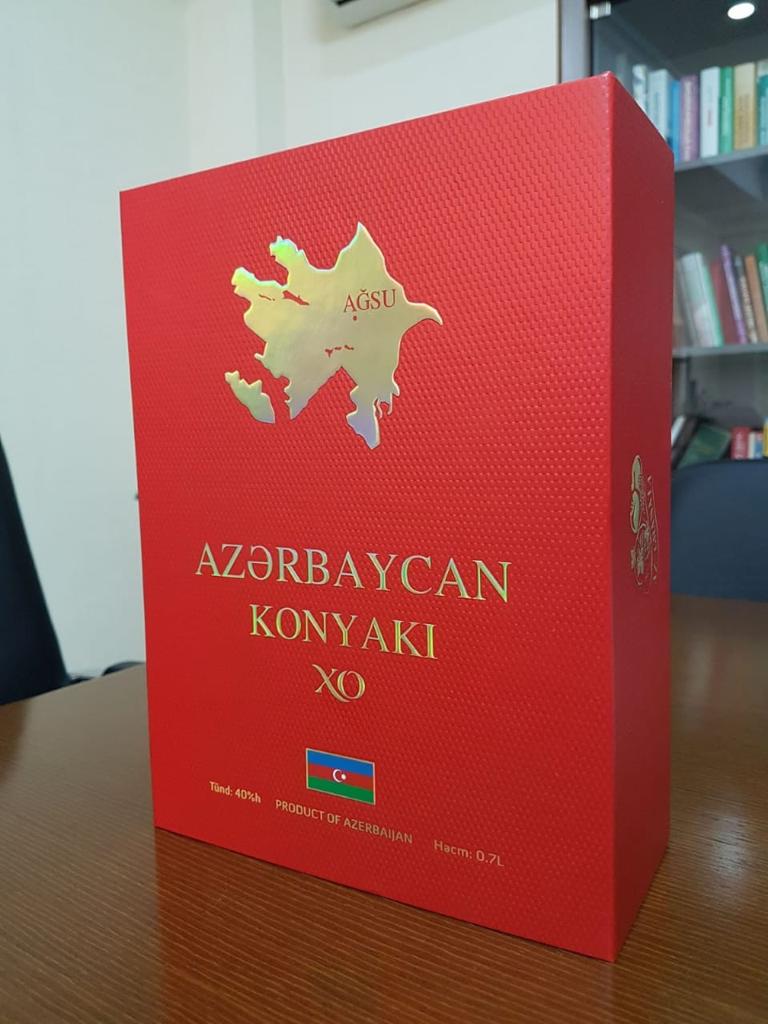 AĞSU
AZƏRBAYCAN
KONYAKI
XO
Tünd: 40%h
PRODUCT OF AZERBAIJAN
Həcm: 0.7L